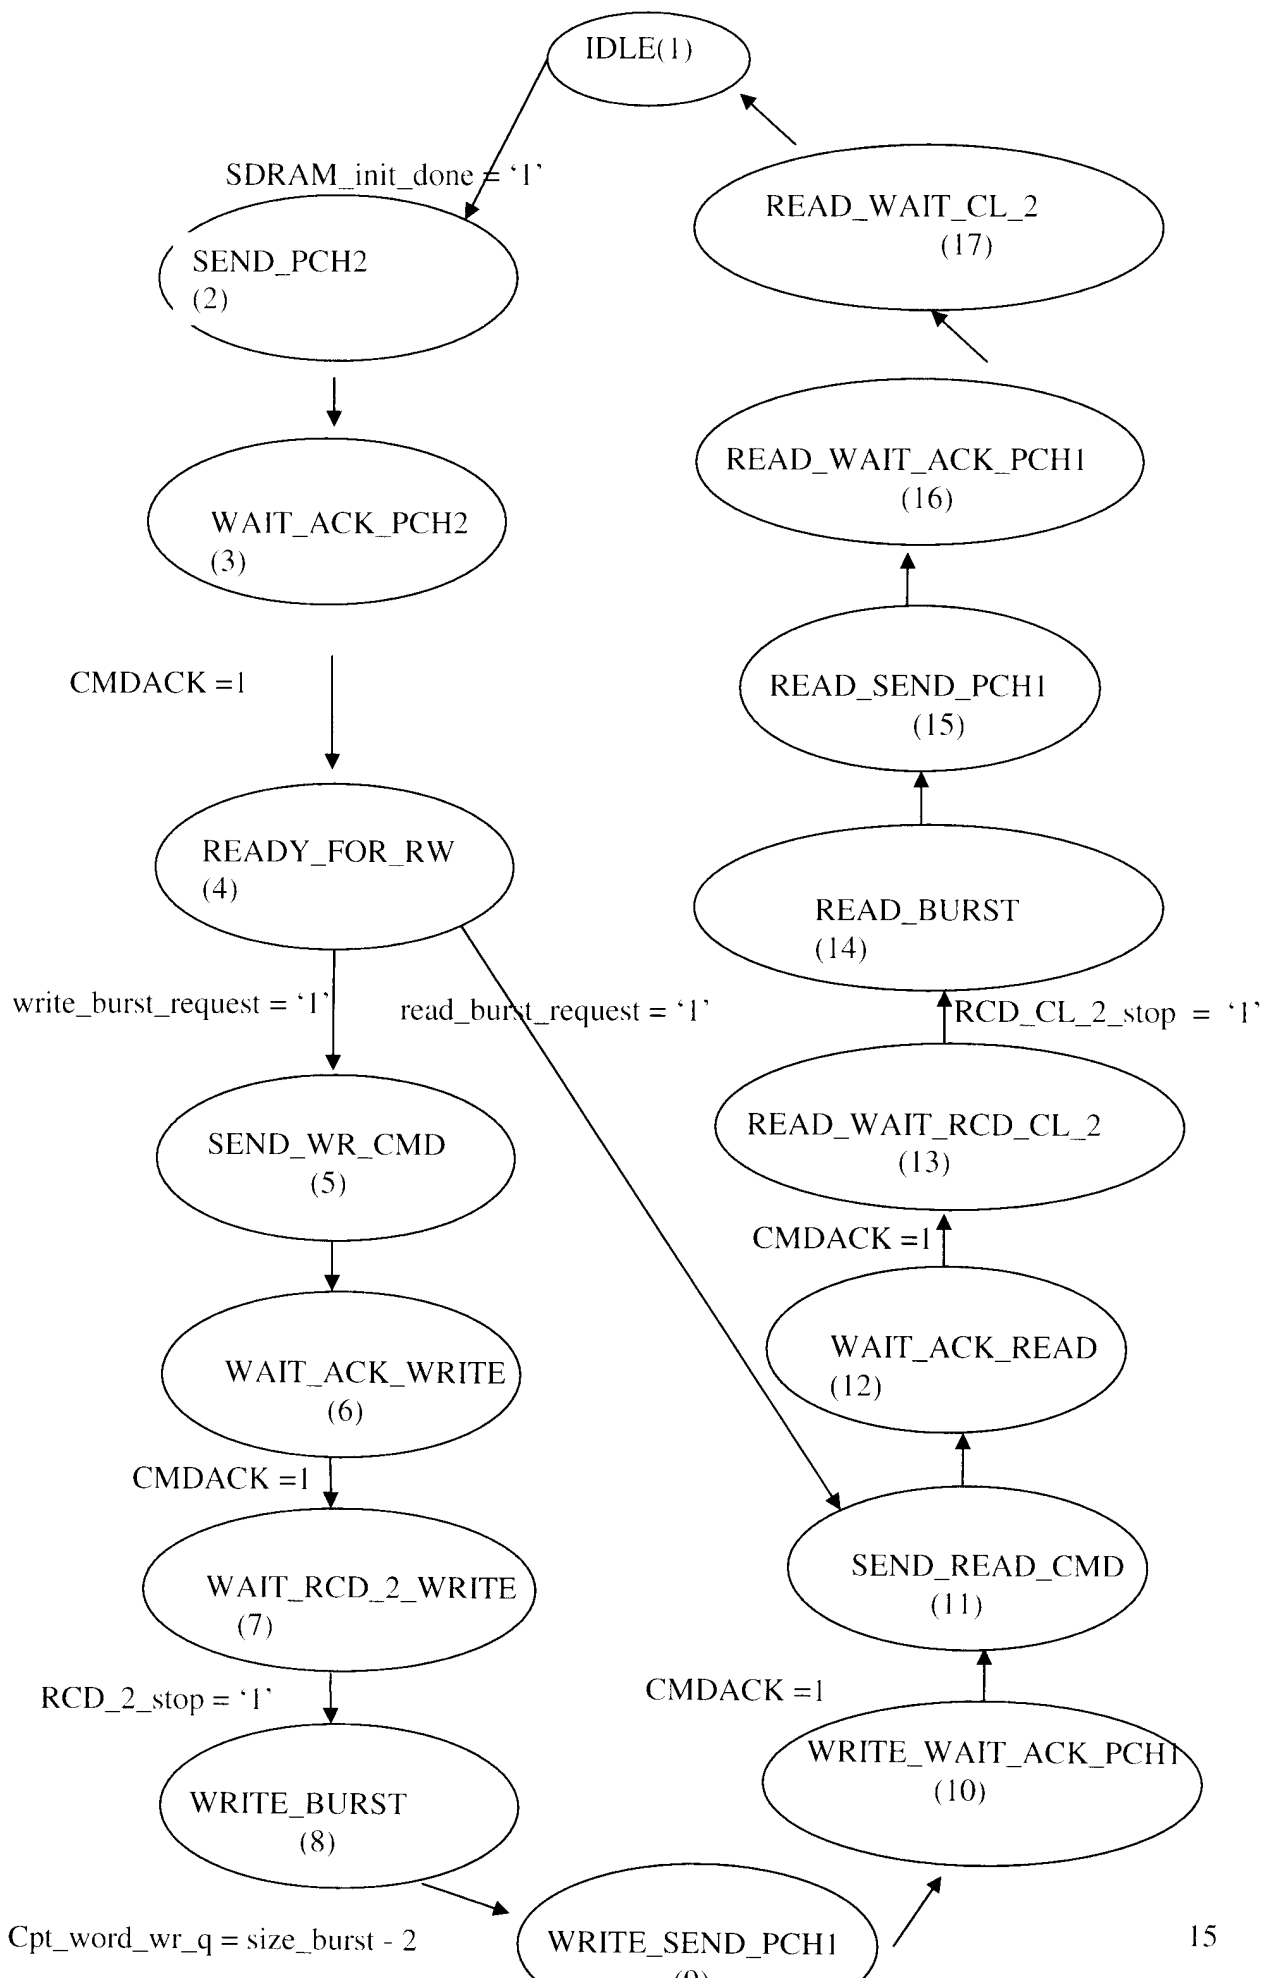 IDLE(1)
SDRAM_init_done = ‘1’
SEND_PCH2
(2)
WAIT_ACK_PCH2
(3)
CMDACK =1
READY_FOR_RW
(4)
write_burst_request = ‘1’
read_burst_request = ‘1’
SEND_WR_CMD
(5)
WAIT_ACK_WRITE
(6)
CMDACK =1
WAIT_RCD_2_WRITE
(7)
RCD_2_stop = ‘1’
WRITE_BURST
(8)
Cpt_word_wr_q = size_burst - 2
WRITE_SEND_PCH1
(9)
WRITE_WAIT_ACK_PCH1
(10)
CMDACK =1
SEND_READ_CMD
(11)
WAIT_ACK_READ
(12)
CMDACK =1
READ_WAIT_RCD_CL_2
(13)
RCD_CL_2_stop = ‘1’
READ_BURST
(14)
READ_SEND_PCH1
(15)
READ_WAIT_ACK_PCH1
(16)
READ_WAIT_CL_2
(17)
15